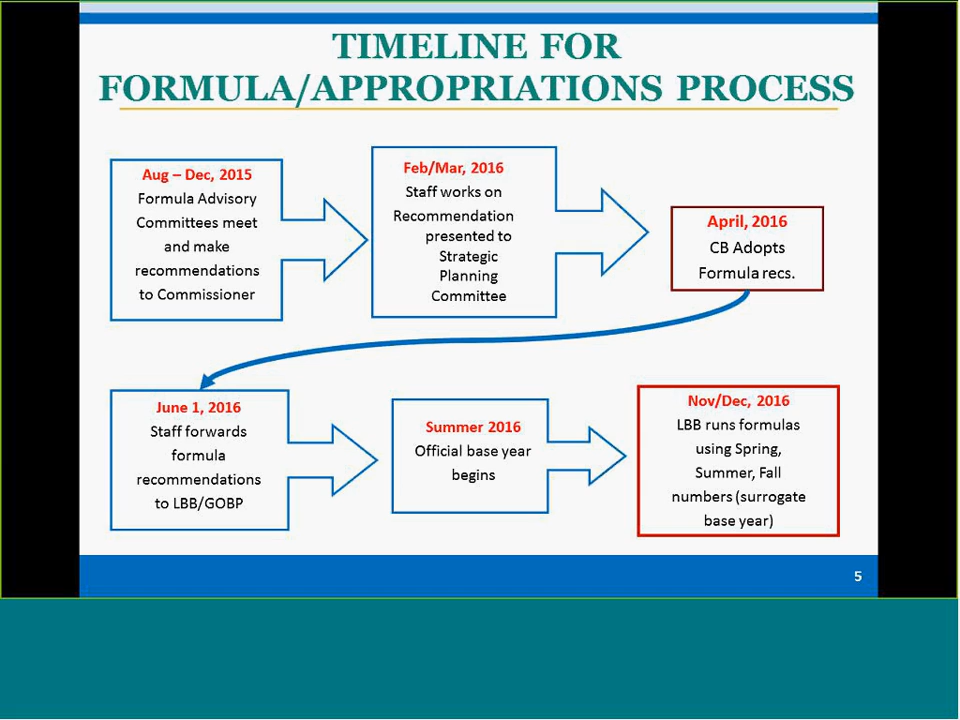 TIMELINE FOR
FORMULA/APPROPRIATIONS PROCESS
Aug – Dec, 2015
Formula Advisory
Committees meet
and make
recommendations
to Commissioner
Feb/Mar, 2016
Staff works on
Recommendation
presented to
Strategic
Planning
Committee
April, 2016
CB Adopts
Formula recs.
June 1, 2016
Staff forwards
formula
recommendations
to LBB/GOBP
Summer 2016
Official base year
begins
Nov/Dec, 2016
LBB runs formulas
using Spring,
Summer, Fall
numbers (surrogate
base year)
5